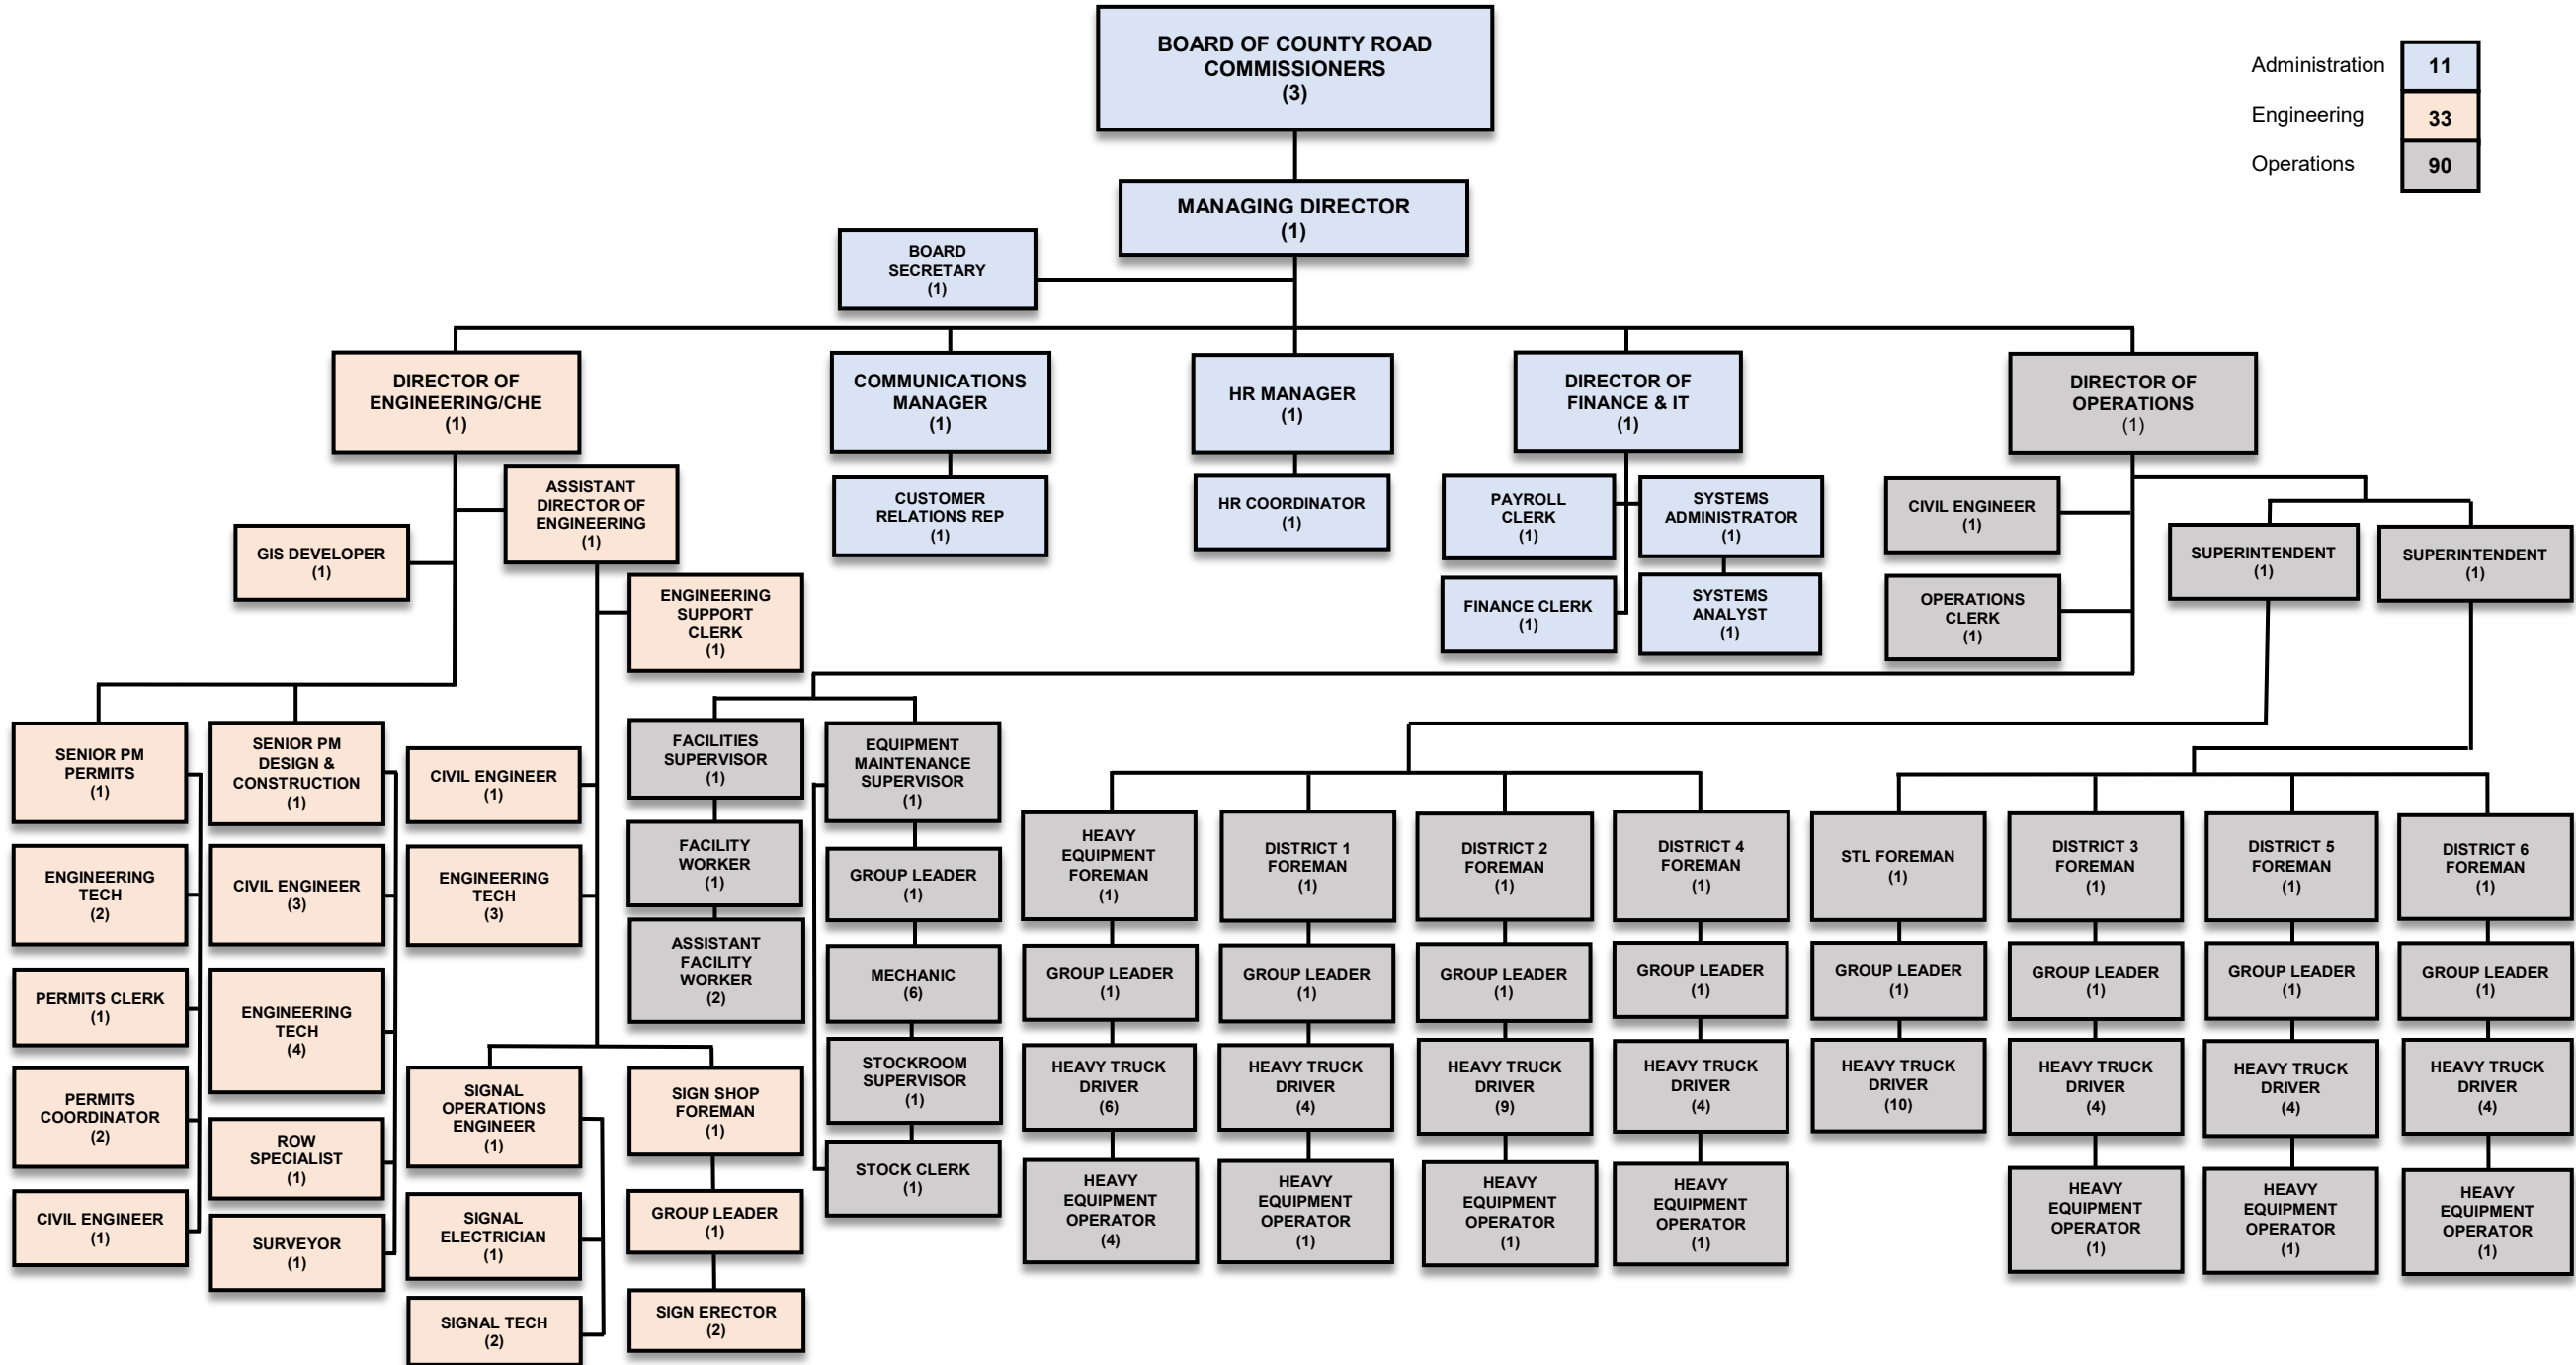 BOARD OF COUNTY ROAD
COMMISSIONERS
(3)
Administration 11
Engineering 33
Operations 90
MANAGING DIRECTOR
(1)
BOARD
SECRETARY
(1)
DIRECTOR OF
ENGINEERING/CHE
(1)
COMMUNICATIONS
MANAGER
(1)
HR MANAGER
(1)
DIRECTOR OF
FINANCE & IT
(1)
DIRECTOR OF
OPERATIONS
(1)
ASSISTANT
DIRECTOR OF
ENGINEERING
(1)
GIS DEVELOPER
(1)
ENGINEERING
SUPPORT
CLERK
(1)
CUSTOMER
RELATIONS REP
(1)
HR COORDINATOR
(1)
PAYROLL
CLERK
(1)
SYSTEMS
ADMINISTRATOR
(1)
FINANCE CLERK
(1)
SYSTEMS
ANALYST
(1)
CIVIL ENGINEER
(1)
OPERATIONS
CLERK
(1)
SUPERINTENDENT
(1)
SUPERINTENDENT
(1)
SENIOR PM
PERMITS
(1)
ENGINEERING
TECH
(2)
PERMITS CLERK
(1)
PERMITS
COORDINATOR
(2)
CIVIL ENGINEER
(1)
SENIOR PM
DESIGN &
CONSTRUCTION
(1)
CIVIL ENGINEER
(3)
ENGINEERING
TECH
(4)
ROW
SPECIALIST
(1)
SURVEYOR
(1)
CIVIL ENGINEER
(1)
ENGINEERING
TECH
(3)
SIGNAL
OPERATIONS
ENGINEER
(1)
SIGNAL
ELECTRICIAN
(1)
SIGNAL TECH
(2)
SIGN SHOP
FOREMAN
(1)
GROUP LEADER
(1)
SIGN ERECTOR
(2)
FACILITIES
SUPERVISOR
(1)
FACILITY
WORKER
(1)
ASSISTANT
FACILITY
WORKER
(2)
EQUIPMENT
MAINTENANCE
SUPERVISOR
(1)
GROUP LEADER
(1)
MECHANIC
(6)
STOCKROOM
SUPERVISOR
(1)
STOCK CLERK
(1)
HEAVY
EQUIPMENT
FOREMAN
(1)
GROUP LEADER
(1)
HEAVY TRUCK
DRIVER
(6)
HEAVY
EQUIPMENT
OPERATOR
(4)
DISTRICT 1
FOREMAN
(1)
GROUP LEADER
(1)
HEAVY TRUCK
DRIVER
(4)
HEAVY
EQUIPMENT
OPERATOR
(1)
DISTRICT 2
FOREMAN
(1)
GROUP LEADER
(1)
HEAVY TRUCK
DRIVER
(9)
HEAVY
EQUIPMENT
OPERATOR
(1)
DISTRICT 4
FOREMAN
(1)
GROUP LEADER
(1)
HEAVY TRUCK
DRIVER
(4)
HEAVY
EQUIPMENT
OPERATOR
(1)
STL FOREMAN
(1)
GROUP LEADER
(1)
HEAVY TRUCK
DRIVER
(10)
DISTRICT 3
FOREMAN
(1)
GROUP LEADER
(1)
HEAVY TRUCK
DRIVER
(4)
HEAVY
EQUIPMENT
OPERATOR
(1)
DISTRICT 5
FOREMAN
(1)
GROUP LEADER
(1)
HEAVY TRUCK
DRIVER
(4)
HEAVY
EQUIPMENT
OPERATOR
(1)
DISTRICT 6
FOREMAN
(1)
GROUP LEADER
(1)
HEAVY TRUCK
DRIVER
(4)
HEAVY
EQUIPMENT
OPERATOR
(1)